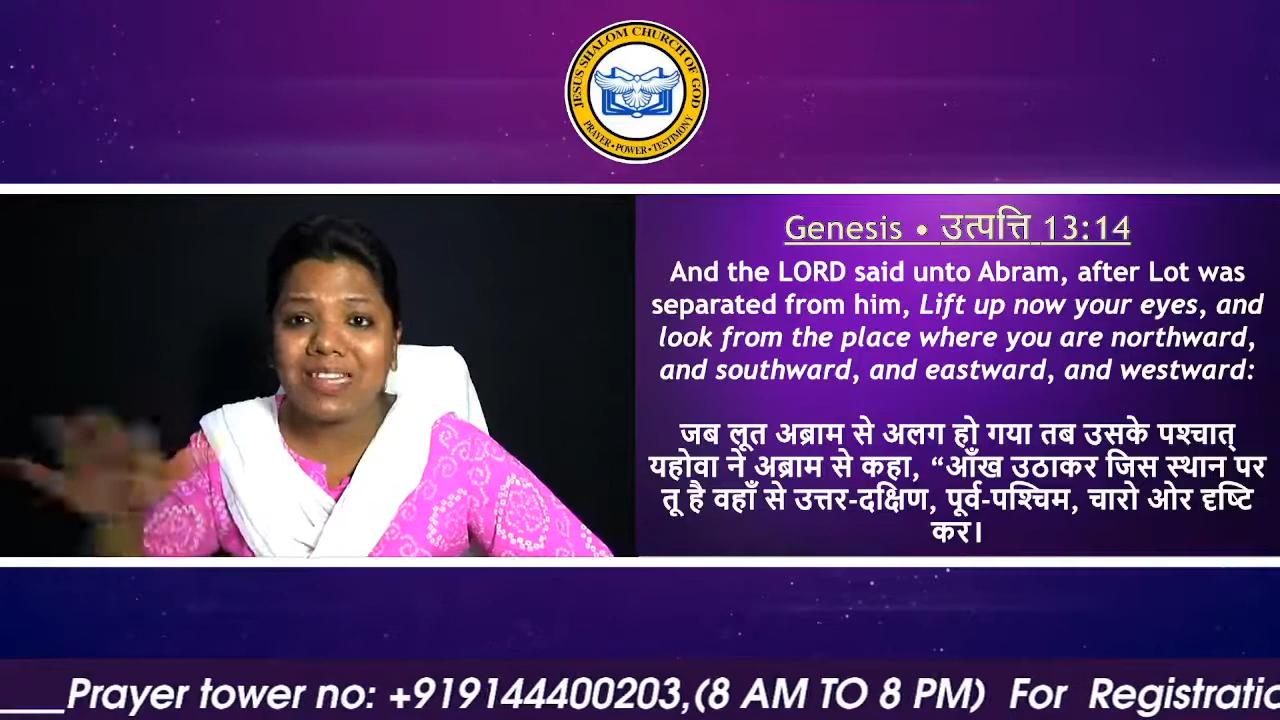 JESUS SHALOM CHURCH OF GOD
PRAYER • POWER • TESTIMONY
Genesis • उत्पत्ति 13:14
And the LORD said unto Abram, after Lot was
separated from him, Lift up now your eyes, and
look from the place where you are northward,
and southward, and eastward, and westward:
जब लूत अब्राम से अलग हो गया तब उसके पश्चात्
यहोवा ने अब्राम से कहा, “आँख उठाकर जिस स्थान पर
तू है वहाँ से उत्तर-दक्षिण, पूर्व-पश्चिम, चारो ओर दृष्टि
कर।
___Prayer tower no: +919144400203,(8 AM TO 8 PM) For Registratio